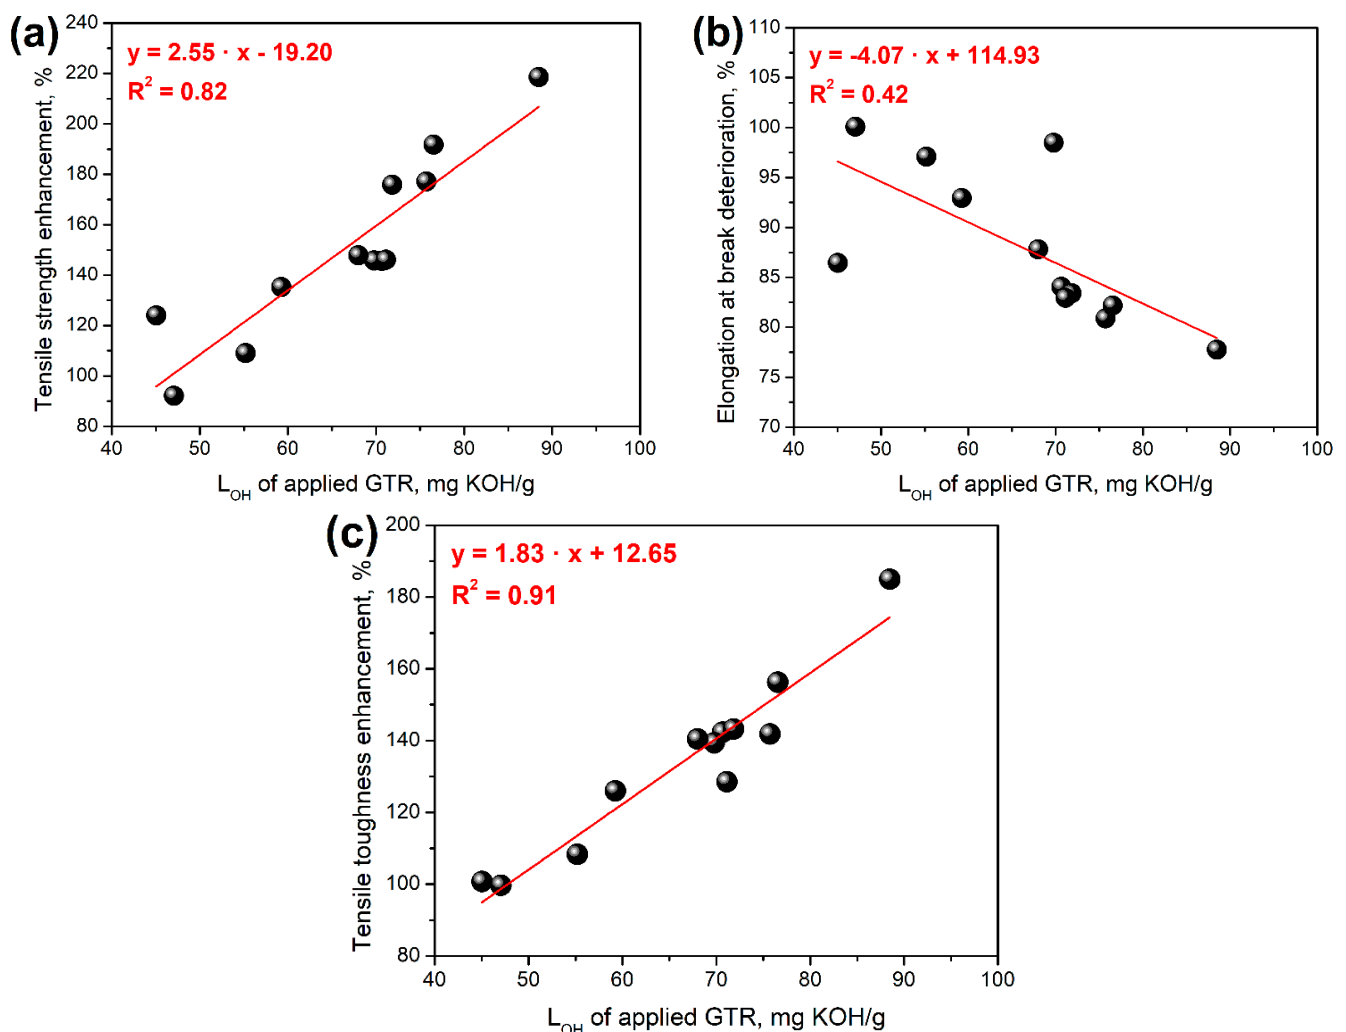 (a)
y = 2.55 · x - 19.20
R² = 0.82
Tensile strength enhancement, %
240
220
200
180
160
140
120
100
80
40 50 60 70 80 90 100
L_OH of applied GTR, mg KOH/g
(b)
y = -4.07 · x + 114.93
R² = 0.42
Elongation at break deterioration, %
110
105
100
95
90
85
80
75
70
40 50 60 70 80 90 100
L_OH of applied GTR, mg KOH/g
(c)
y = 1.83 · x + 12.65
R² = 0.91
Tensile toughness enhancement, %
200
180
160
140
120
100
80
40 50 60 70 80 90 100
L_OH of applied GTR, mg KOH/g